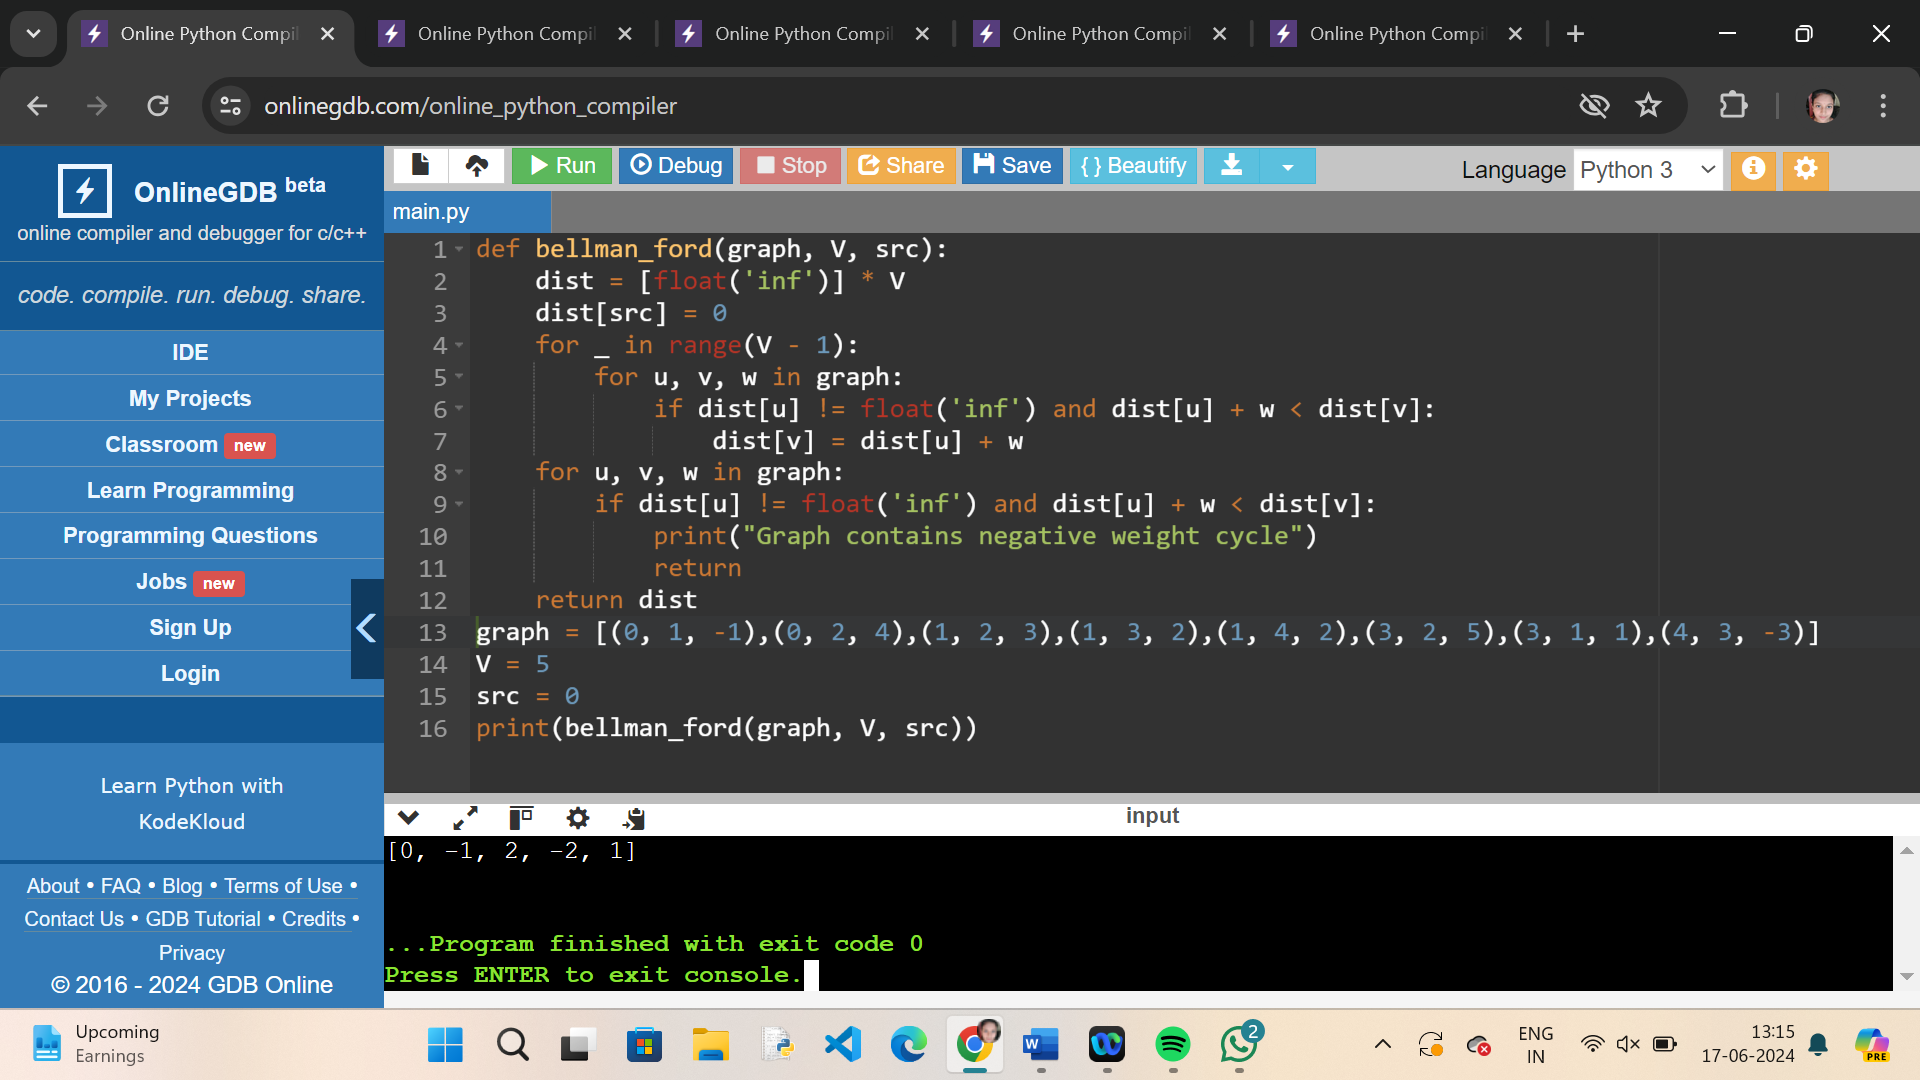 Online Python Compil
Online Python Compil
Online Python Compil
Online Python Compil
Online Python Compil
onlinegdb.com/online_python_compiler
OnlineGDB beta
online compiler and debugger for c/c++
code. compile. run. debug. share.
IDE
My Projects
Classroom new
Learn Programming
Programming Questions
Jobs new
Sign Up
Login
Learn Python with
KodeKloud
About • FAQ • Blog • Terms of Use •
Contact Us • GDB Tutorial • Credits •
Privacy
© 2016 - 2024 GDB Online
Run Debug Stop Share Save {} Beautify
Language Python 3
main.py
1 def bellman_ford(graph, V, src):
2     dist = [float('inf')] * V
3     dist[src] = 0
4     for _ in range(V - 1):
5         for u, v, w in graph:
6             if dist[u] != float('inf') and dist[u] + w < dist[v]:
7                 dist[v] = dist[u] + w
8     for u, v, w in graph:
9         if dist[u] != float('inf') and dist[u] + w < dist[v]:
10             print("Graph contains negative weight cycle")
11             return
12     return dist
13 graph = [(0, 1, -1),(0, 2, 4),(1, 2, 3),(1, 3, 2),(1, 4, 2),(3, 2, 5),(3, 1, 1),(4, 3, -3)]
14 V = 5
15 src = 0
16 print(bellman_ford(graph, V, src))
input
[0, -1, 2, -2, 1]
...Program finished with exit code 0
Press ENTER to exit console.
Upcoming
Earnings
W
2
ENG
IN
13:15
17-06-2024
PRE